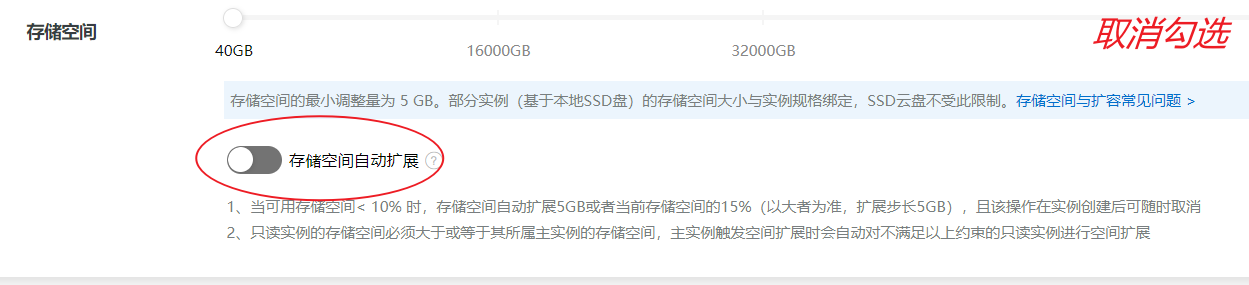 存储空间
取消勾选
40GB
16000GB
32000GB
存储空间的最小调整量为 5 GB。部分实例（基于本地SSD盘）的存储空间大小与实例规格绑定，SSD云盘不受此限制。存储空间与扩容常见问题 >
存储空间自动扩展 ?
1、当可用存储空间< 10% 时，存储空间自动扩展5GB或者当前存储空间的15%（以大者为准，扩展步长5GB），且该操作在实例创建后可随时取消
2、只读实例的存储空间必须大于或等于其所属主实例的存储空间，主实例触发空间扩展时会自动对不满足以上约束的只读实例进行空间扩展